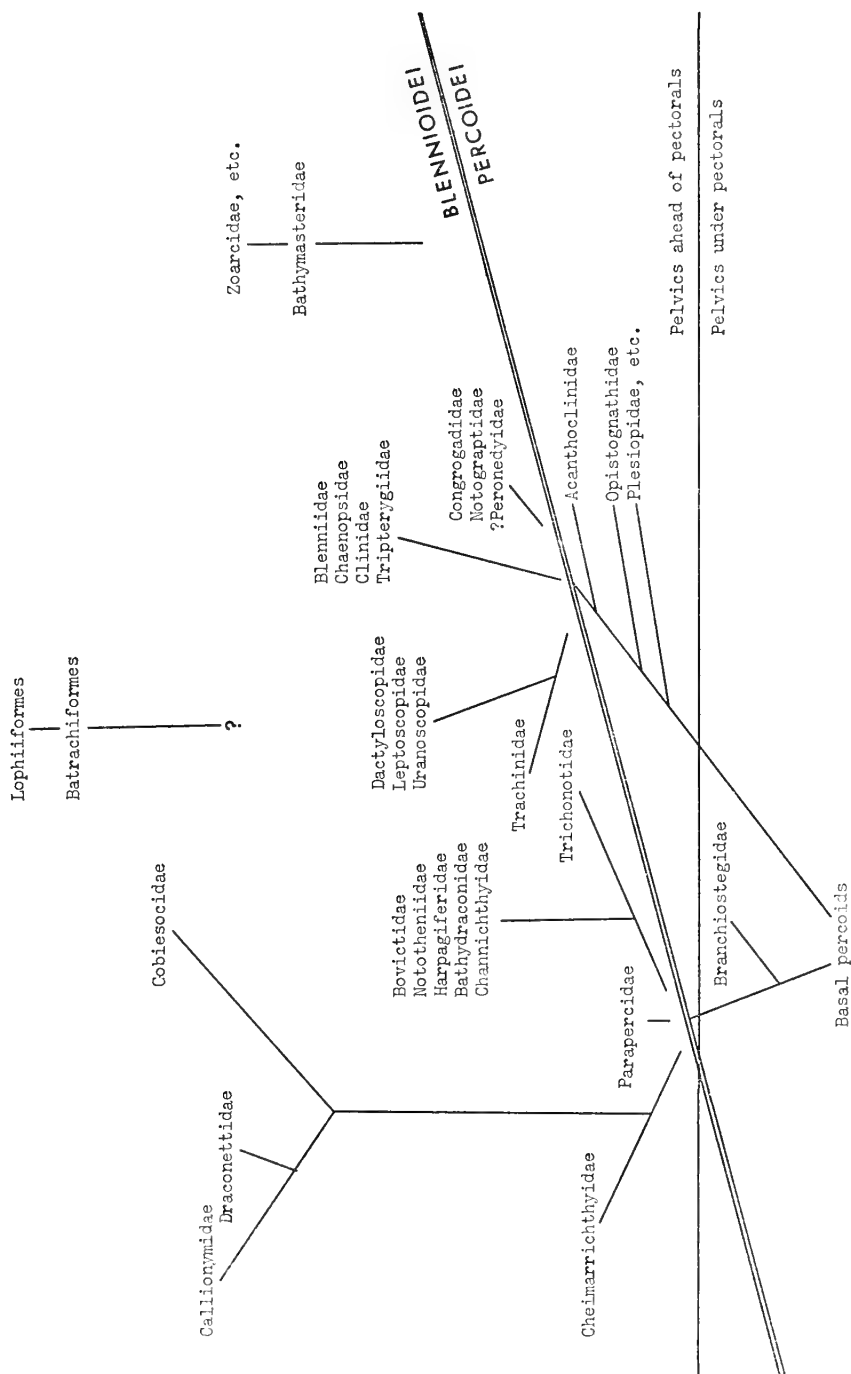 Lophiiformes
Batrachiformes
?
Zoarcidae, etc.
Bathymasteridae
BLENNIOIDEI
PERCOIDEI
Cobiesocidae
Callionymidae
Draconettidae
Blenniidae
Chaenopsidae
Clinidae
Tripterygiidae
Congrogadidae
Notograptidae
?Peronedyidae
Dactyloscopidae
Leptoscopidae
Uranoscopidae
Trachinidae
Trichonotidae
Bovictidae
Nototheniidae
Harpagiferidae
Bathydraconidae
Channichthyidae
Parapercidae
Cheimarrichthyidae
Acanthoclinidae
Opistognathidae
Plesiopidae, etc.
Pelvics ahead of pectorals
Pelvics under pectorals
Branchiostegidae
Basal percoids